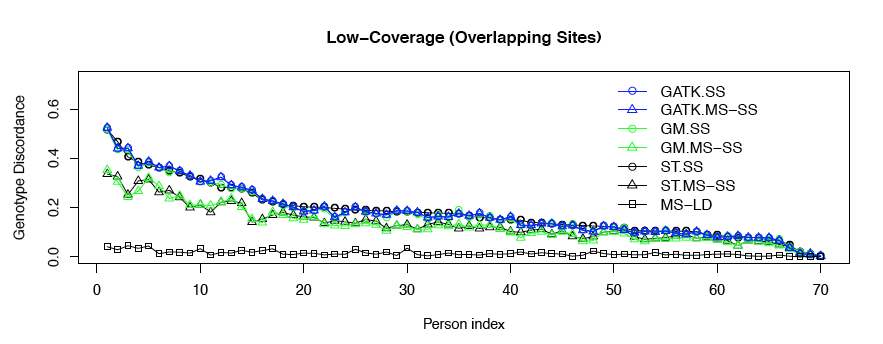 Low−Coverage (Overlapping Sites)
Genotype Discordance
0.6
0.4
0.2
0.0
GATK.SS
GATK.MS−SS
GM.SS
GM.MS−SS
ST.SS
ST.MS−SS
MS−LD
0 10 20 30 40 50 60 70
Person index